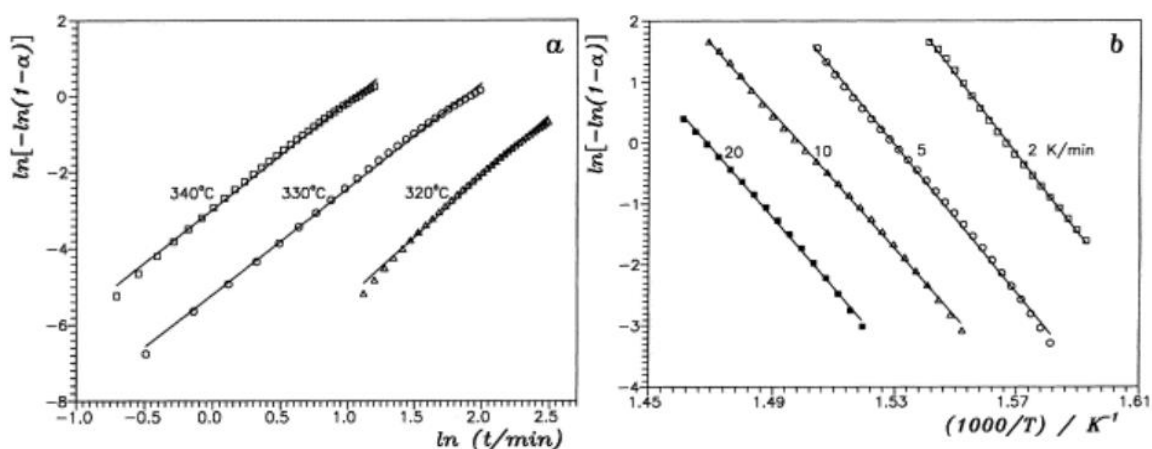 a
ln[-ln(1-α)]
2
0
-2
-4
-6
-8
340°C
330°C
320°C
-1.0
-0.5
0.0
0.5
1.0
1.5
2.0
2.5
ln (t/min)
b
ln[-ln(1-α)]
2
1
0
-1
-2
-3
-4
20
10
5
2 K/min
1.45
1.49
1.53
1.57
1.61
(1000/T) / K⁻¹